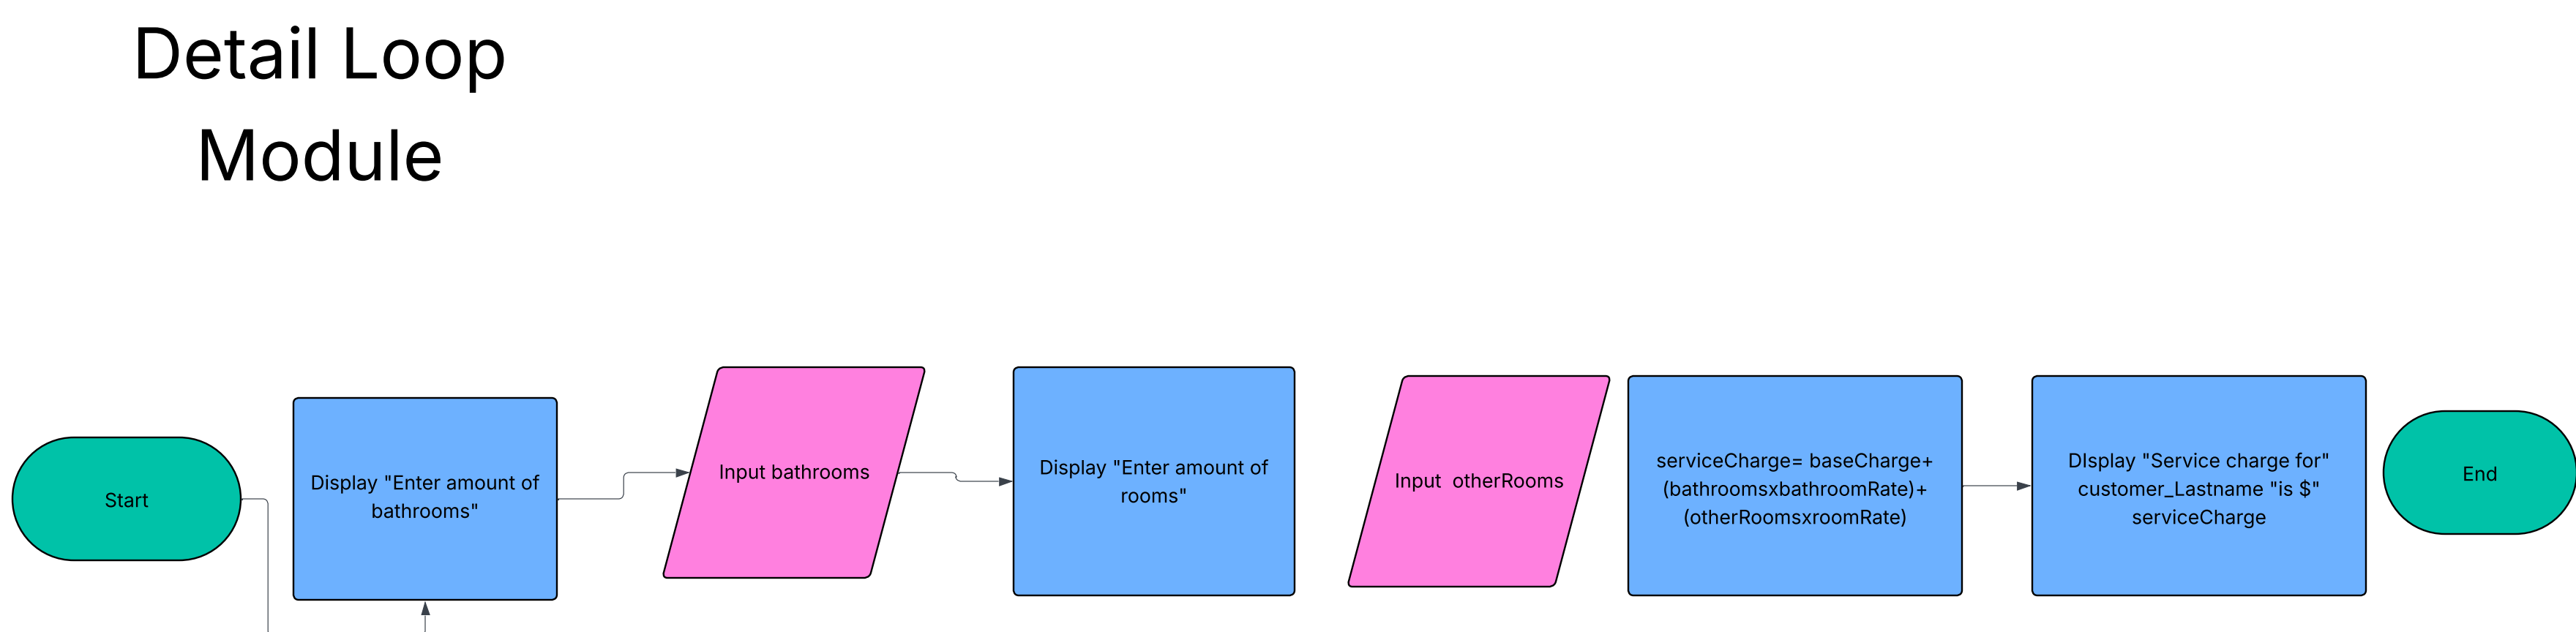 Detail Loop
Module
Start
Display "Enter amount of
bathrooms"
Input bathrooms
Display "Enter amount of
rooms"
Input  otherRooms
serviceCharge= baseCharge+
(bathroomsxbathroomRate)+
(otherRoomsxroomRate)
DIsplay "Service charge for"
customer_Lastname "is $"
serviceCharge
End